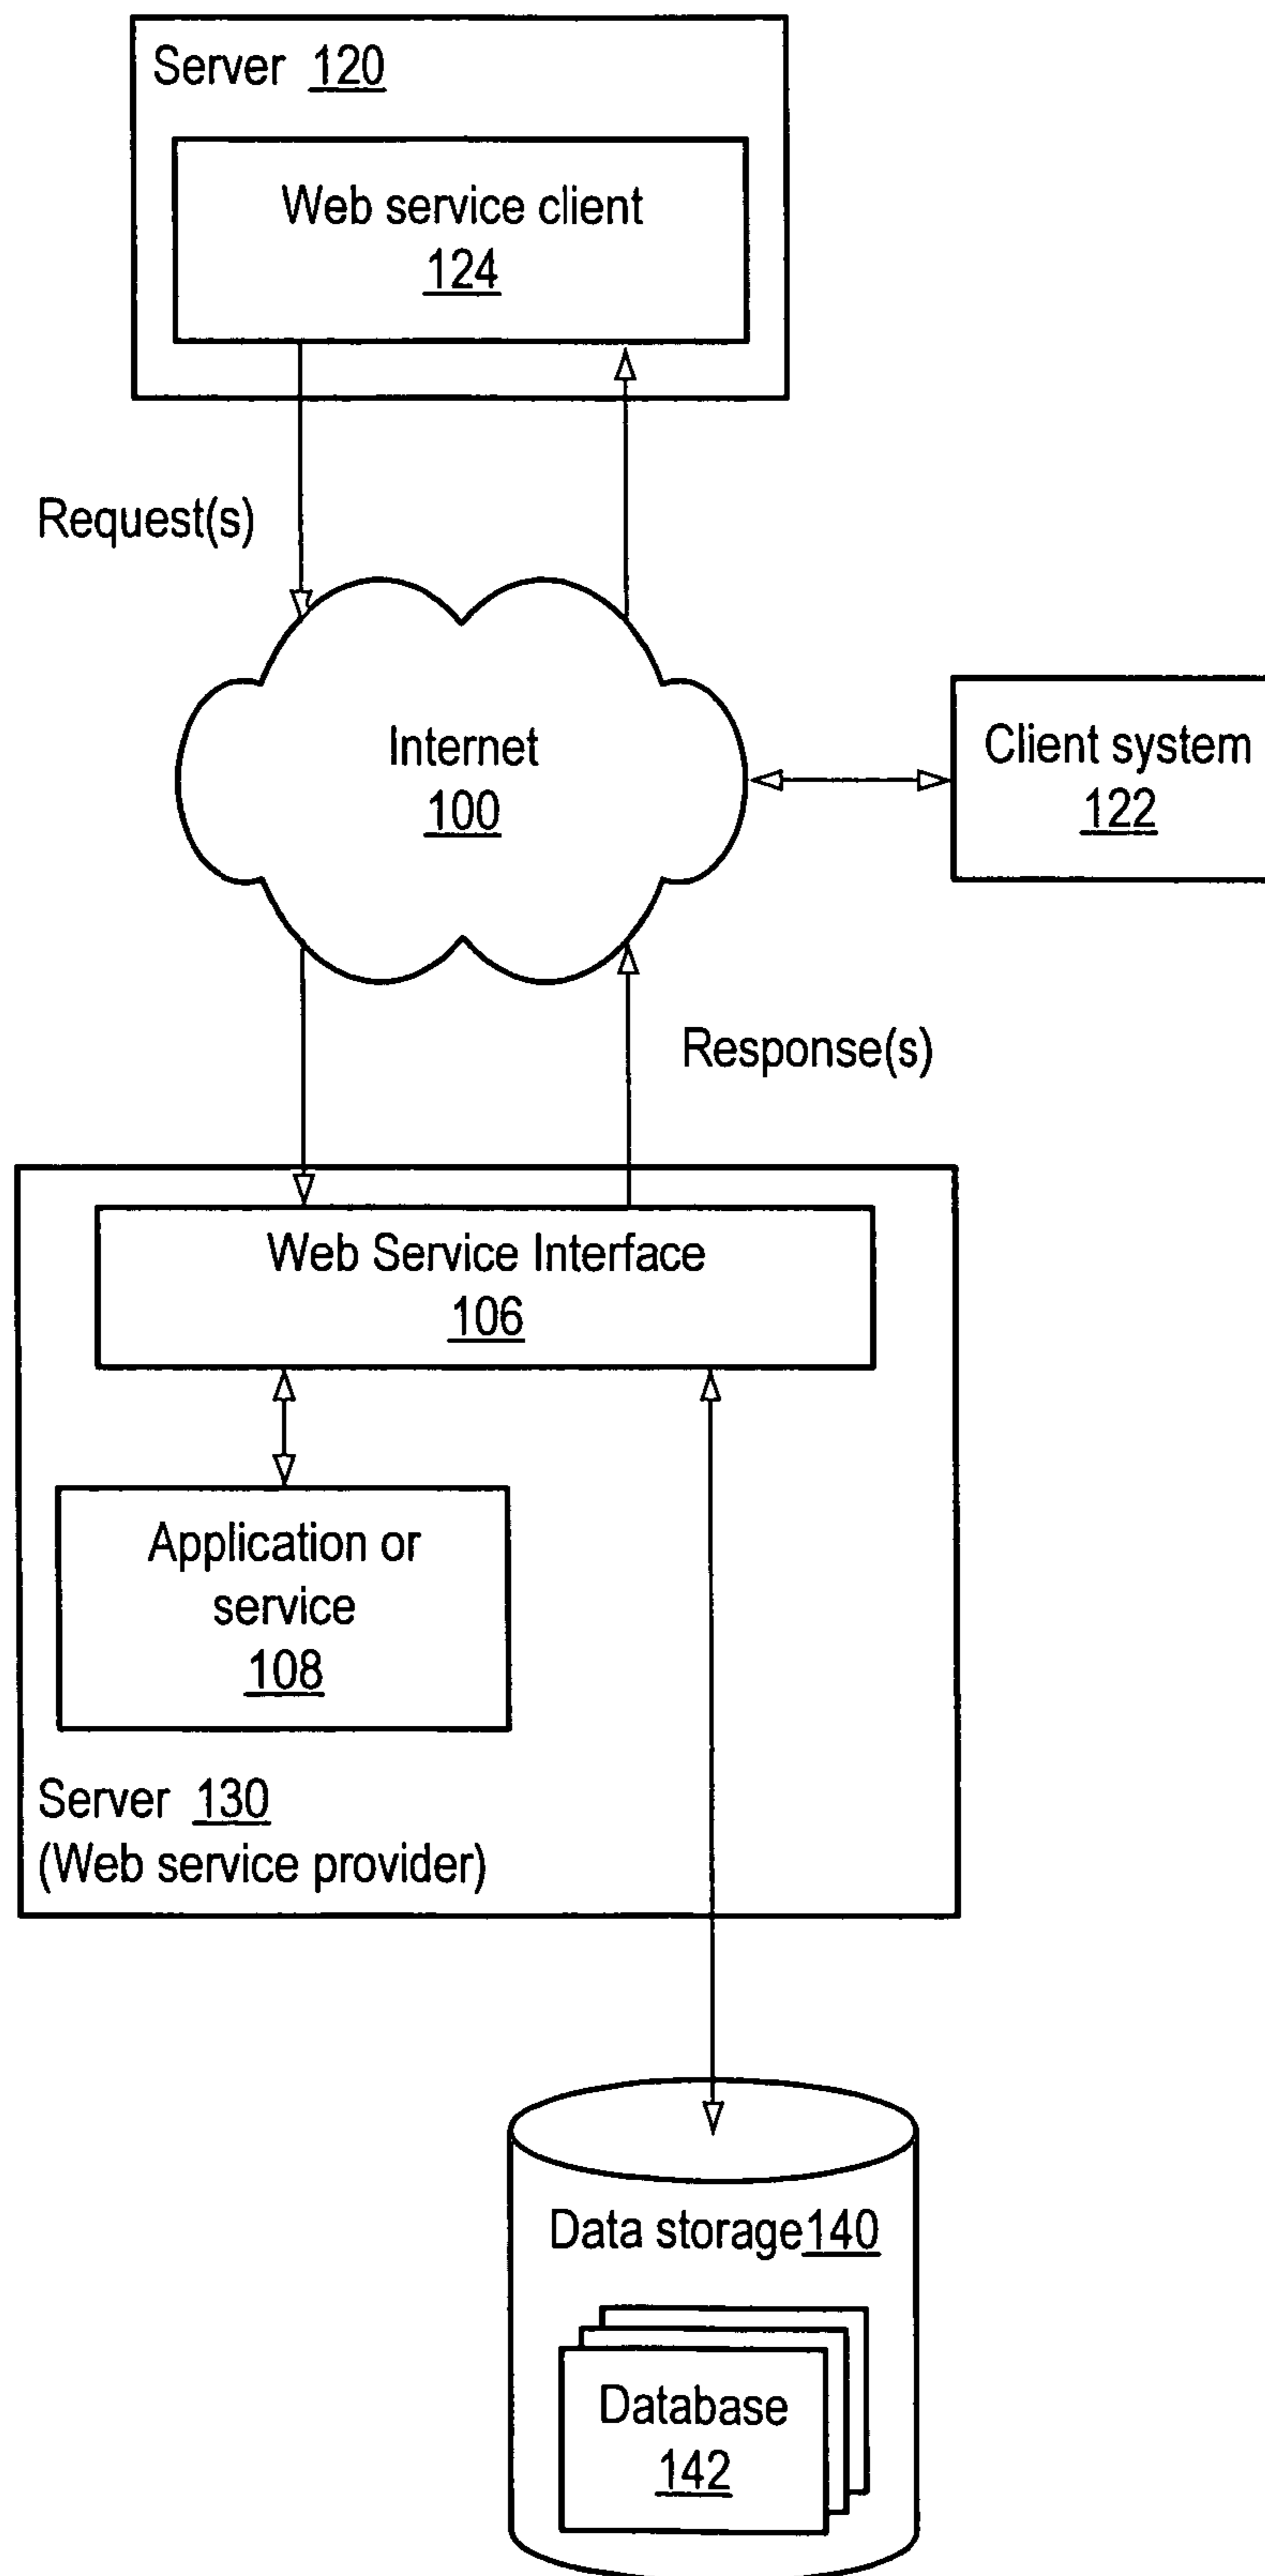 Server 120
Web service client
124
Request(s)
Internet
100
Client system
122
Response(s)
Web Service Interface
106
Application or
service
108
Server 130
(Web service provider)
Data storage140
Database
142